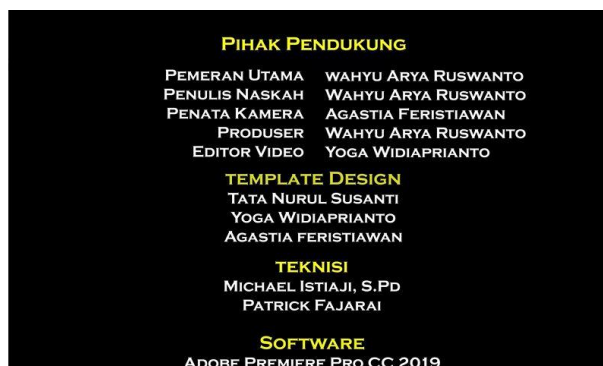 PIHAK PENDUKUNG
PEMERAN UTAMA WAHYU ARYA RUSWANTO
PENULIS NASKAH WAHYU ARYA RUSWANTO
PENATA KAMERA AGASTIA FERISTIAWAN
PRODUSER WAHYU ARYA RUSWANTO
EDITOR VIDEO YOGA WIDIAPRIANTO
TEMPLATE DESIGN
TATA NURUL SUSANTI
YOGA WIDIAPRIANTO
AGASTIA FERISTIAWAN
TEKNISI
MICHAEL ISTIAJI, S.PD
PATRICK FAJARAI
SOFTWARE
ADOBE PREMIERE PRO CC 2019